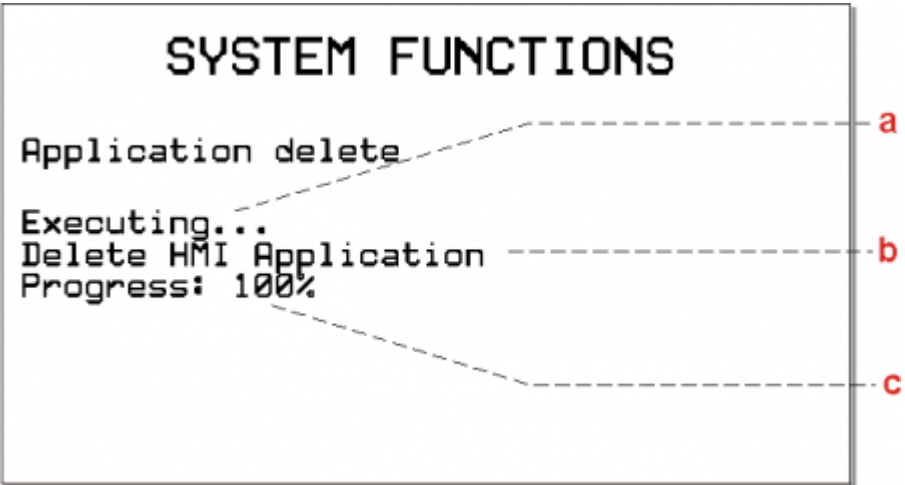 SYSTEM FUNCTIONS
a
Application delete
Executing...
Delete HMI Application
b
Progress: 100%
c